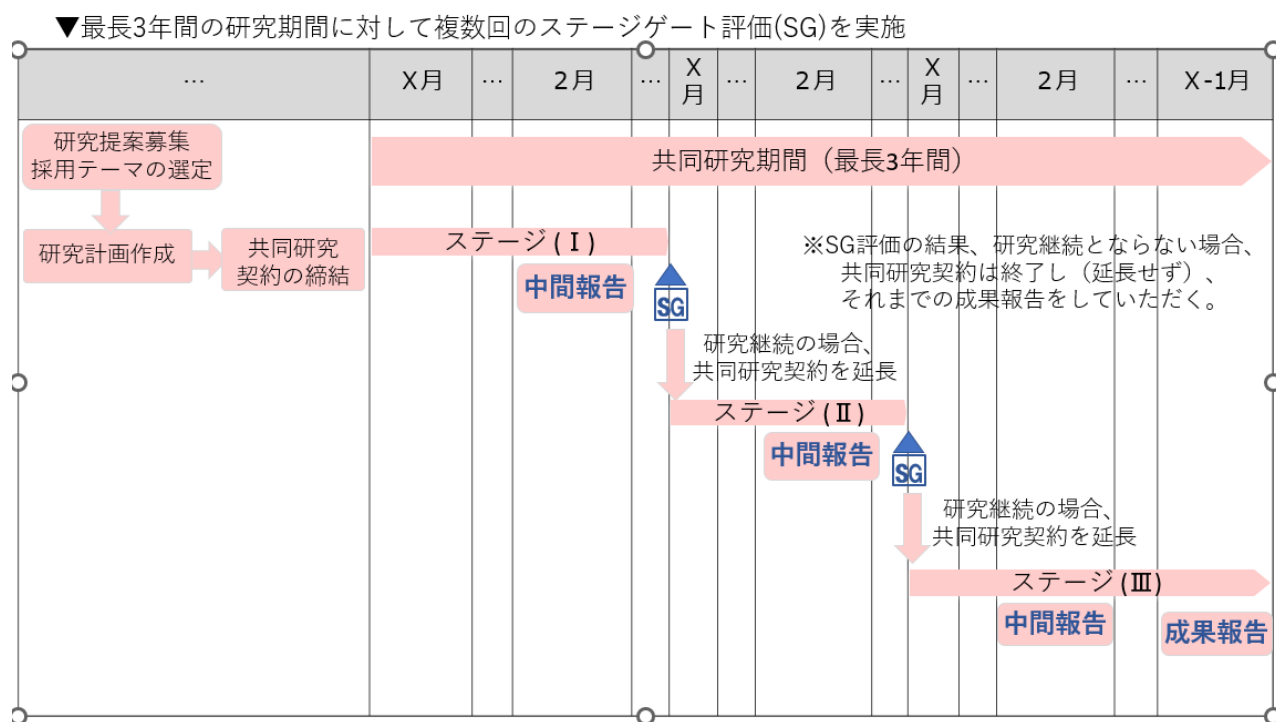 ▼最長3年間の研究期間に対して複数回のステージゲート評価(SG)を実施
… X月 … 2月 … X月 … 2月 … X月 … 2月 … X-1月
研究提案募集
採用テーマの選定
共同研究期間（最長3年間）
研究計画作成
共同研究
契約の締結
ステージ(Ⅰ)
中間報告
SG
※SG評価の結果、研究継続とならない場合、
共同研究契約は終了し（延長せず）、
それまでの成果報告をしていただく。
研究継続の場合、
共同研究契約を延長
ステージ(Ⅱ)
中間報告
SG
研究継続の場合、
共同研究契約を延長
ステージ(Ⅲ)
中間報告
成果報告